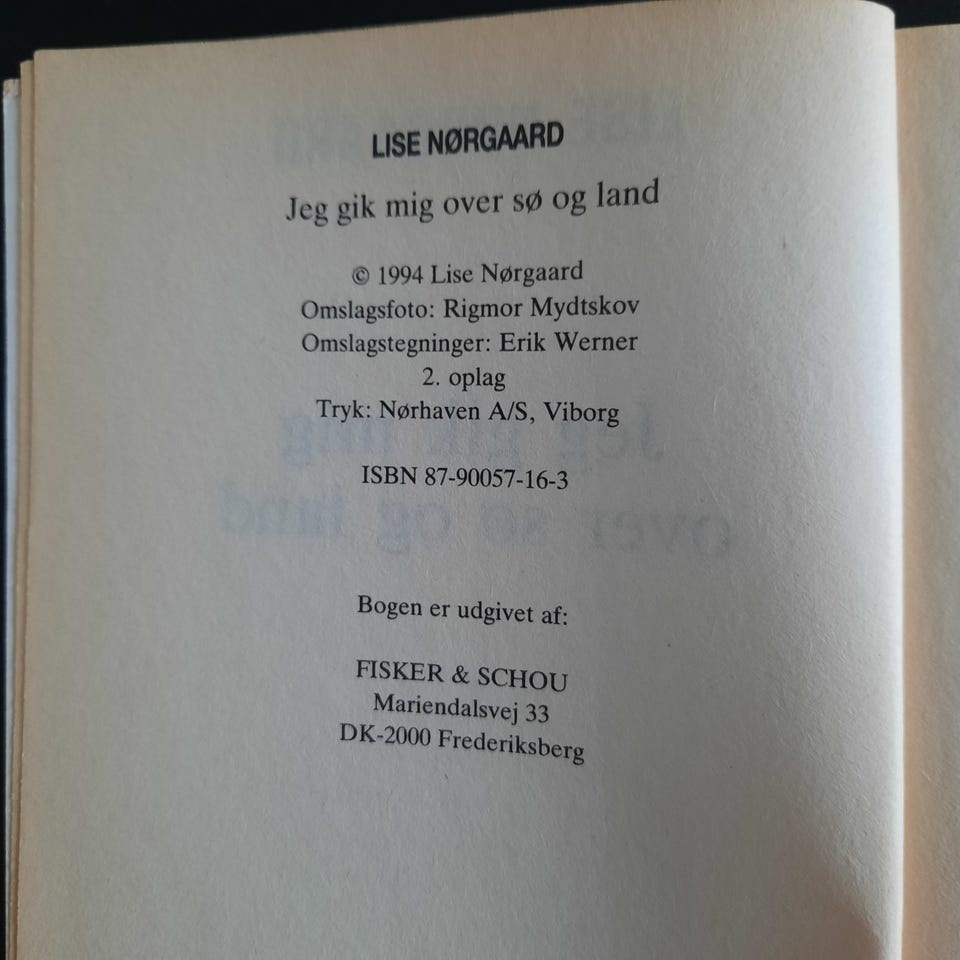 LISE NØRGAARD
Jeg gik mig over sø og land
© 1994 Lise Nørgaard
Omslagsfoto: Rigmor Mydtskov
Omslagstegninger: Erik Werner
2. oplag
Tryk: Nørhaven A/S, Viborg
ISBN 87-90057-16-3
Bogen er udgivet af:
FISKER & SCHOU
Mariendalsvej 33
DK-2000 Frederiksberg